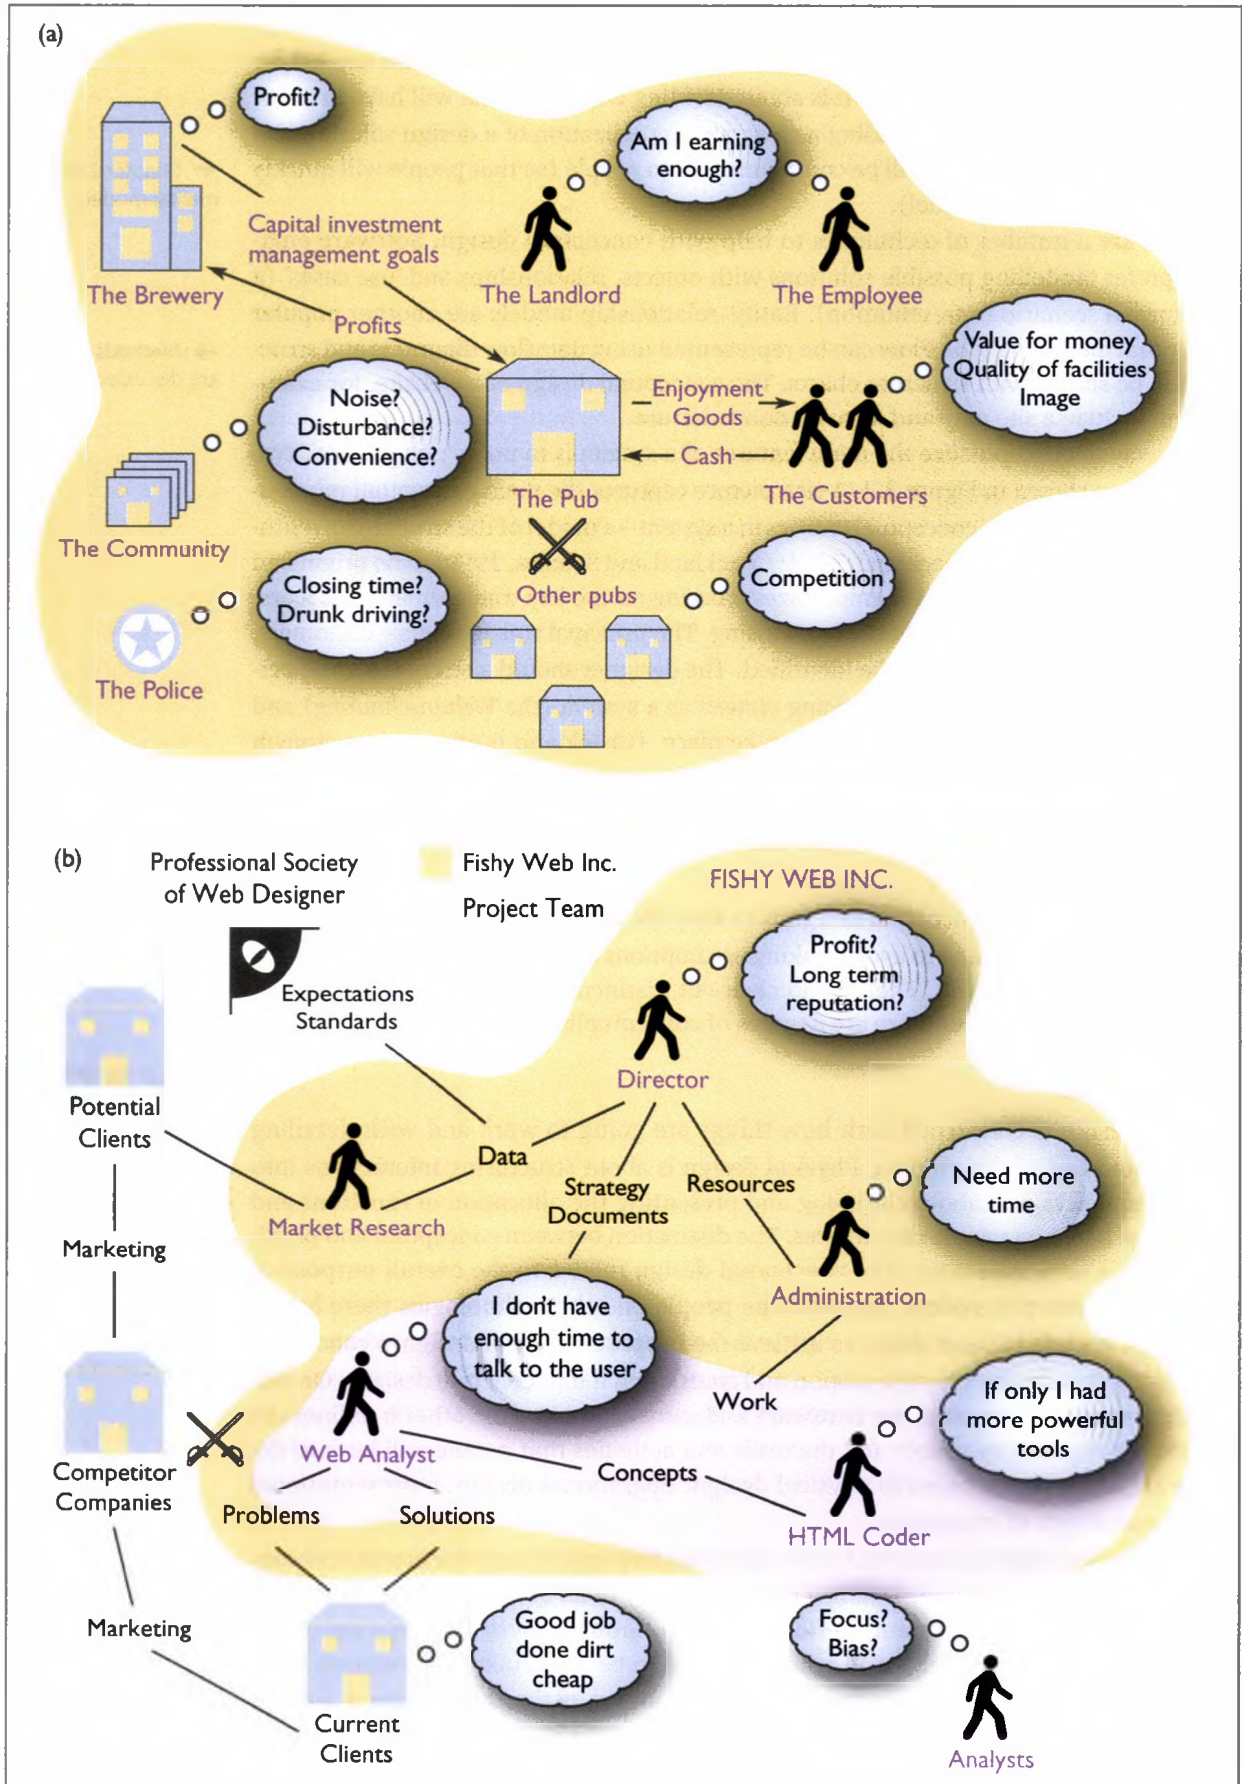 (a)
Profit?
Am I earning
enough?
Capital investment
management goals
The Brewery
The Landlord
The Employee
Profits
Value for money
Quality of facilities
Image
Noise?
Disturbance?
Convenience?
Enjoyment
Goods
Cash
The Pub
The Customers
The Community
Closing time?
Drunk driving?
Other pubs
Competition
The Police
(b)
Professional Society
of Web Designer
Fishy Web Inc.
Project Team
FISHY WEB INC.
Profit?
Long term
reputation?
Expectations
Standards
Director
Potential
Clients
Data
Strategy
Documents
Resources
Need more
time
Market Research
Marketing
Administration
I don't have
enough time to
talk to the user
Work
If only I had
more powerful
tools
Web Analyst
Concepts
Competitor
Companies
Problems
Solutions
HTML Coder
Marketing
Good job
done dirt
cheap
Focus?
Bias?
Current
Clients
Analysts